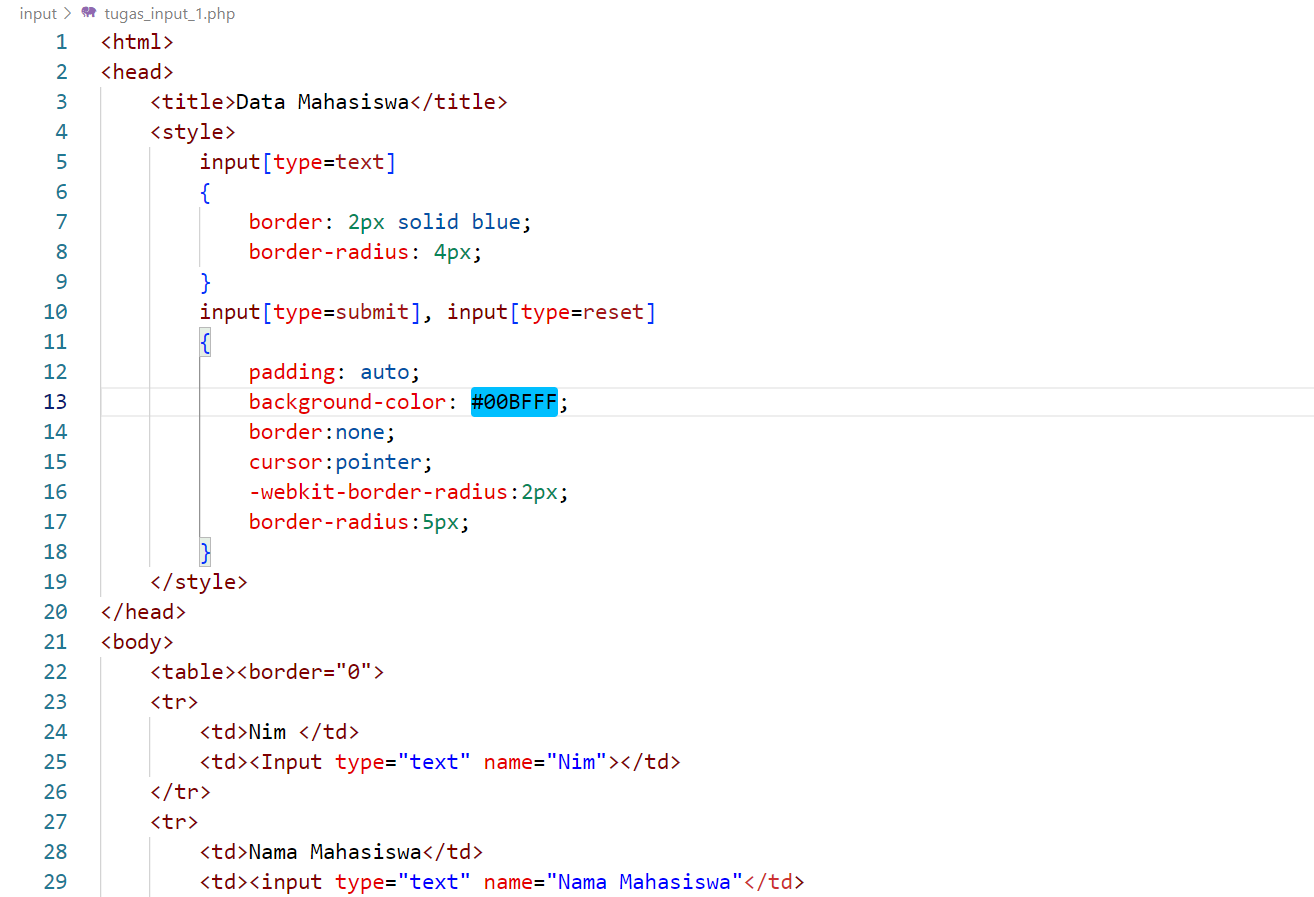 input > tugas_input_1.php
1 <html>
2 <head>
3     <title>Data Mahasiswa</title>
4     <style>
5         input[type=text]
6         {
7             border: 2px solid blue;
8             border-radius: 4px;
9         }
10         input[type=submit], input[type=reset]
11         {
12             padding: auto;
13             background-color: #00BFFF;
14             border:none;
15             cursor:pointer;
16             -webkit-border-radius:2px;
17             border-radius:5px;
18         }
19     </style>
20 </head>
21 <body>
22     <table><border="0">
23     <tr>
24         <td>Nim </td>
25         <td><Input type="text" name="Nim"></td>
26     </tr>
27     <tr>
28         <td>Nama Mahasiswa</td>
29         <td><input type="text" name="Nama Mahasiswa"</td>